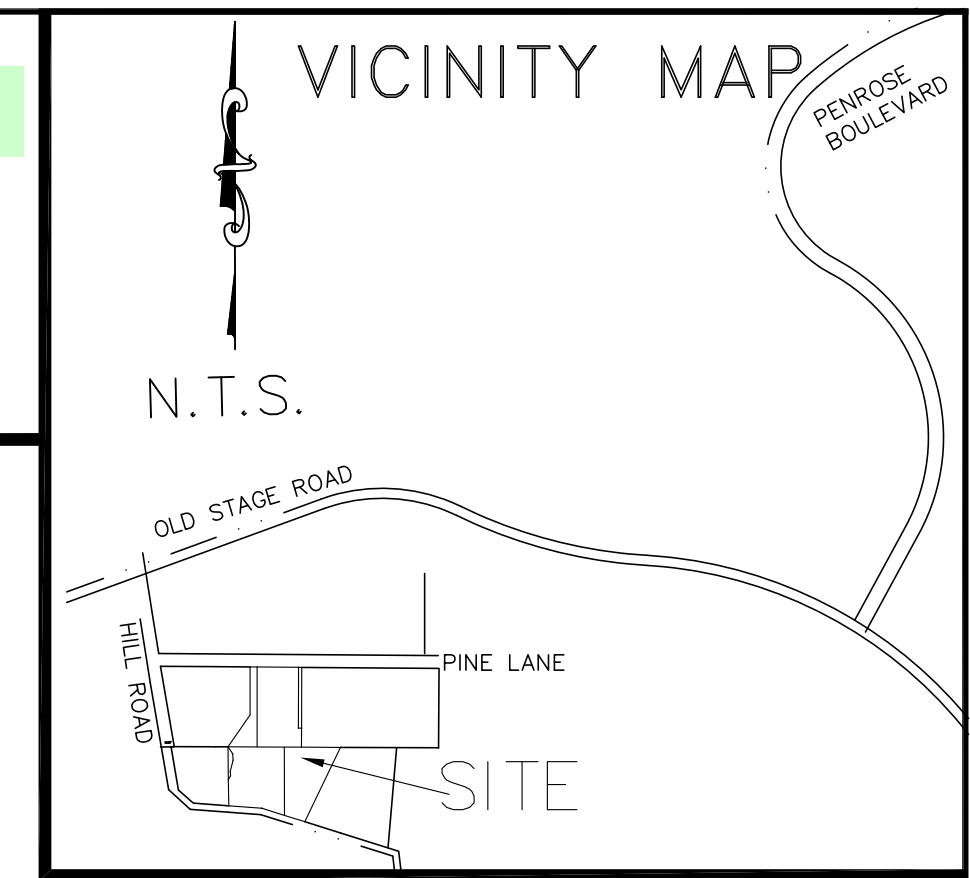 VICINITY MAP
PENROSE
BOULEVARD
N.T.S.
OLD STAGE ROAD
HILL ROAD
PINE LANE
SITE